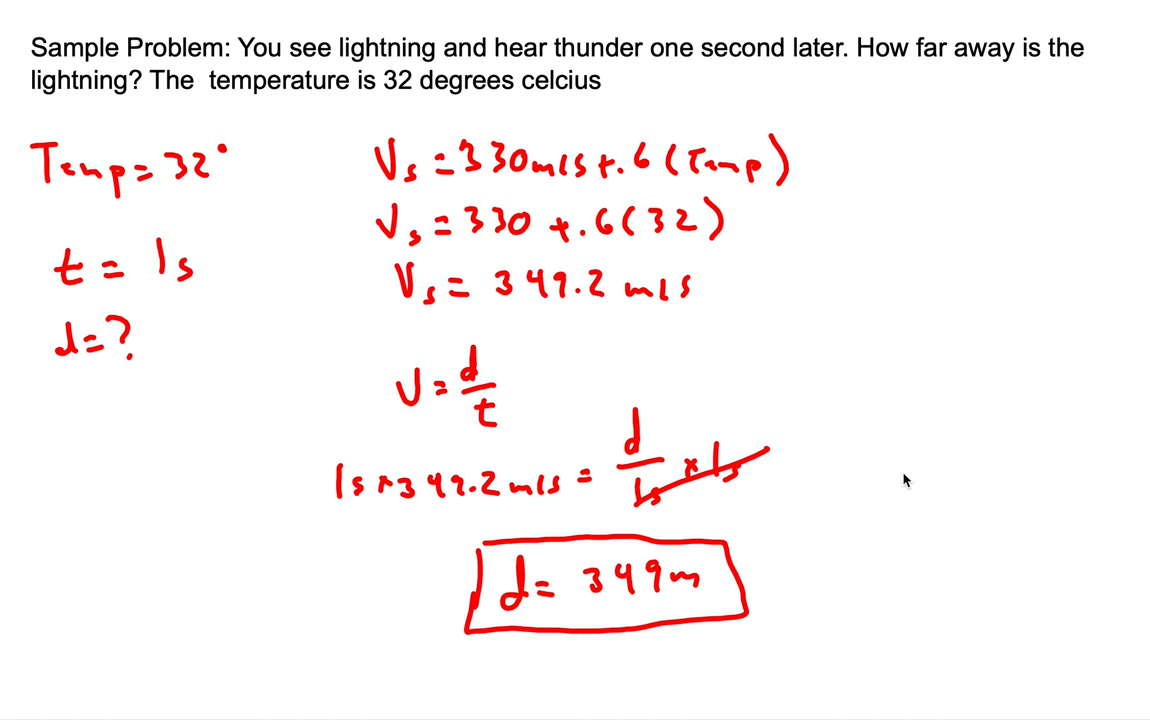 Sample Problem: You see lightning and hear thunder one second later. How far away is the
lightning? The temperature is 32 degrees celcius
Temp = 32°
t = 1s
d = ?
Vs = 330 m/s + .6 (Temp)
Vs = 330 + .6 (32)
Vs = 349.2 m/s
V = d/t
1s × 349.2 m/s = d/1s × 1s
d = 349m